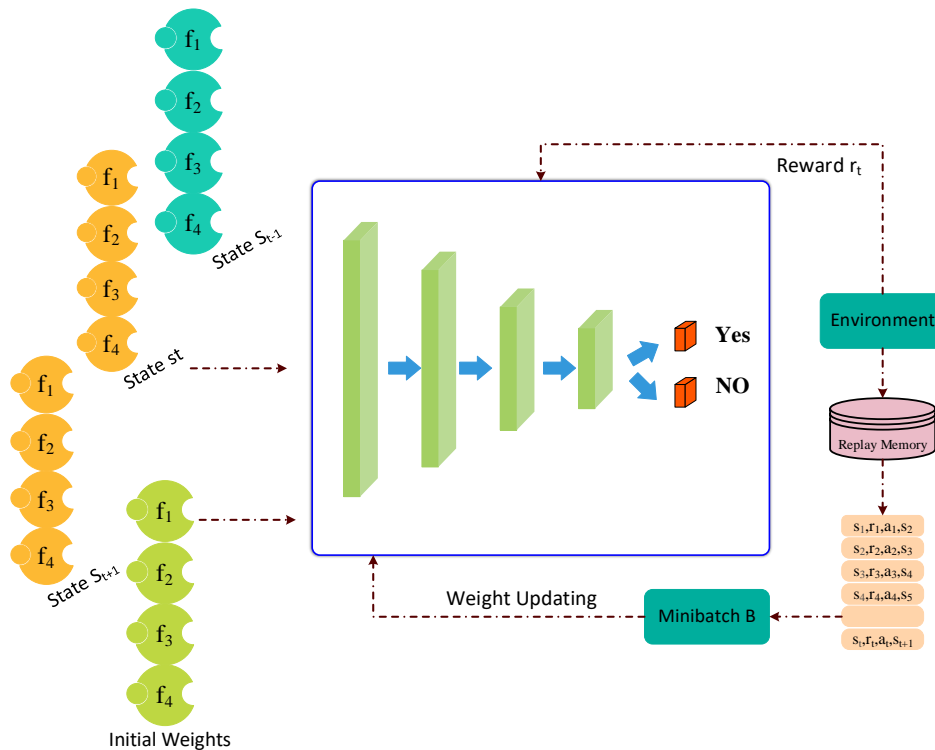 f₁
f₂
f₃
f₄
State Sₜ₋₁
f₁
f₂
f₃
f₄
State st
f₁
f₂
f₃
f₄
State Sₜ₊₁
f₁
f₂
f₃
f₄
Initial Weights
Yes
NO
Reward rₜ
Environment
Replay Memory
s₁,r₁,a₁,s₂
s₂,r₂,a₂,s₃
s₃,r₃,a₃,s₄
s₄,r₄,a₄,s₅
sₜ,rₜ,aₜ,sₜ₊₁
Minibatch B
Weight Updating